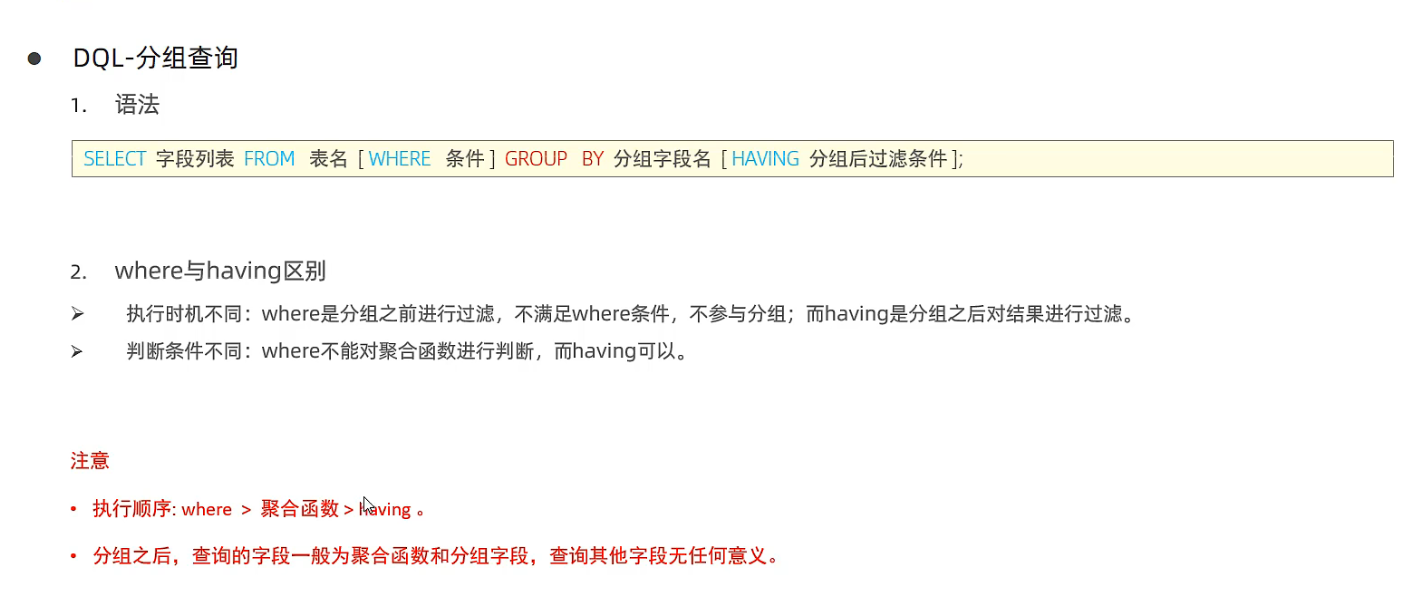 ● DQL-分组查询
1. 语法
SELECT 字段列表 FROM 表名 [ WHERE 条件 ] GROUP BY 分组字段名 [ HAVING 分组后过滤条件 ];
2. where与having区别
➢ 执行时机不同：where是分组之前进行过滤，不满足where条件，不参与分组；而having是分组之后对结果进行过滤。
➢ 判断条件不同：where不能对聚合函数进行判断，而having可以。
注意
• 执行顺序: where > 聚合函数 > having 。
• 分组之后，查询的字段一般为聚合函数和分组字段，查询其他字段无任何意义。